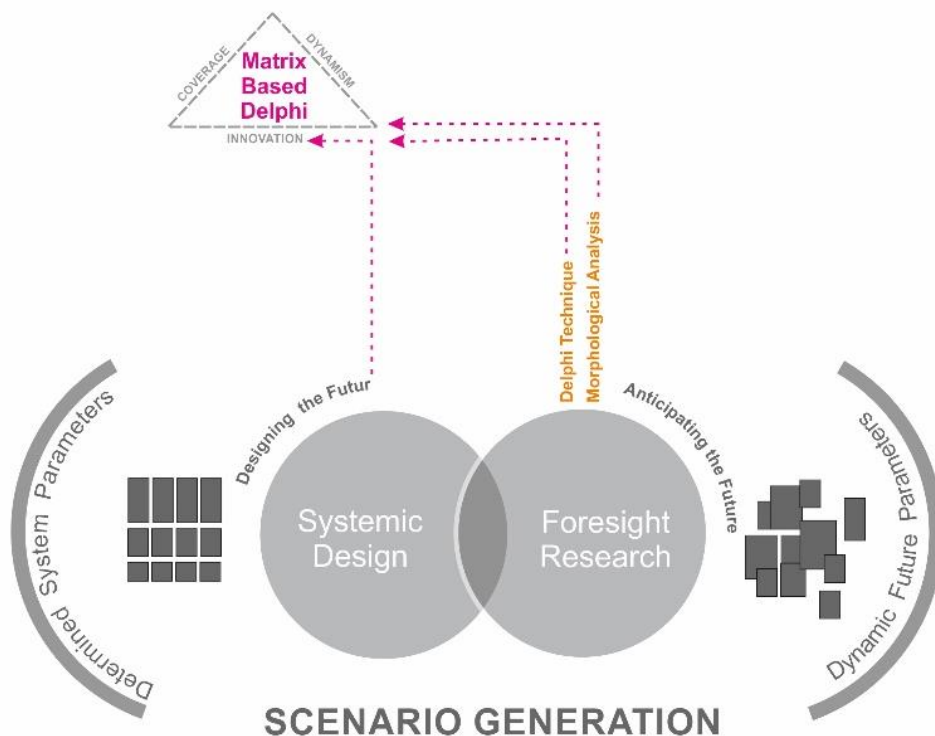 COVERAGE
DYNAMISM
Matrix
Based
Delphi
INNOVATION
Delphi Technique
Morphological Analysis
Designing the Futur
Anticipating the Future
Determined System Parameters
Systemic
Design
Foresight
Research
Dynamic Future Parameters
SCENARIO GENERATION